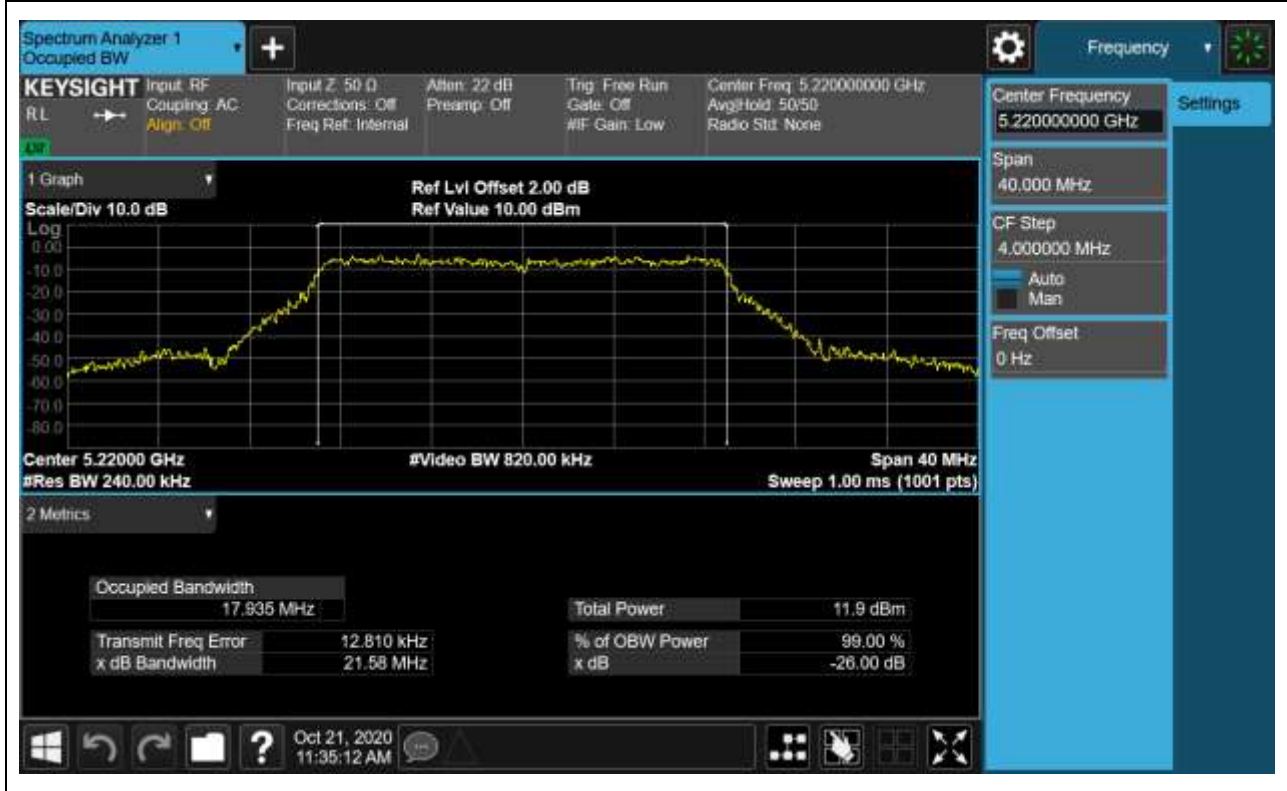 Spectrum Analyzer 1
Occupied BW
+
Frequency
KEYSIGHT
RL
Input: RF
Coupling: AC
Align: Off
Input Z: 50 Ω
Corrections: Off
Freq Ref: Internal
Atten: 22 dB
Preamp: Off
Trig: Free Run
Gate: Off
#IF Gain: Low
Center Freq: 5.220000000 GHz
Avg|Hold: 50/50
Radio Std: None
Center Frequency
5.220000000 GHz
Settings
Span
40.000 MHz
CF Step
4.000000 MHz
Auto
Man
Freq Offset
0 Hz
1 Graph
Scale/Div 10.0 dB
Ref Lvl Offset 2.00 dB
Ref Value 10.00 dBm
Log
0.00
-10.0
-20.0
-30.0
-40.0
-50.0
-60.0
-70.0
-80.0
Center 5.22000 GHz
#Res BW 240.00 kHz
#Video BW 820.00 kHz
Span 40 MHz
Sweep 1.00 ms (1001 pts)
2 Metrics
Occupied Bandwidth
17.935 MHz
Total Power 11.9 dBm
Transmit Freq Error 12.810 kHz
% of OBW Power 99.00 %
x dB Bandwidth 21.58 MHz
x dB -26.00 dB
?
Oct 21, 2020
11:35:12 AM